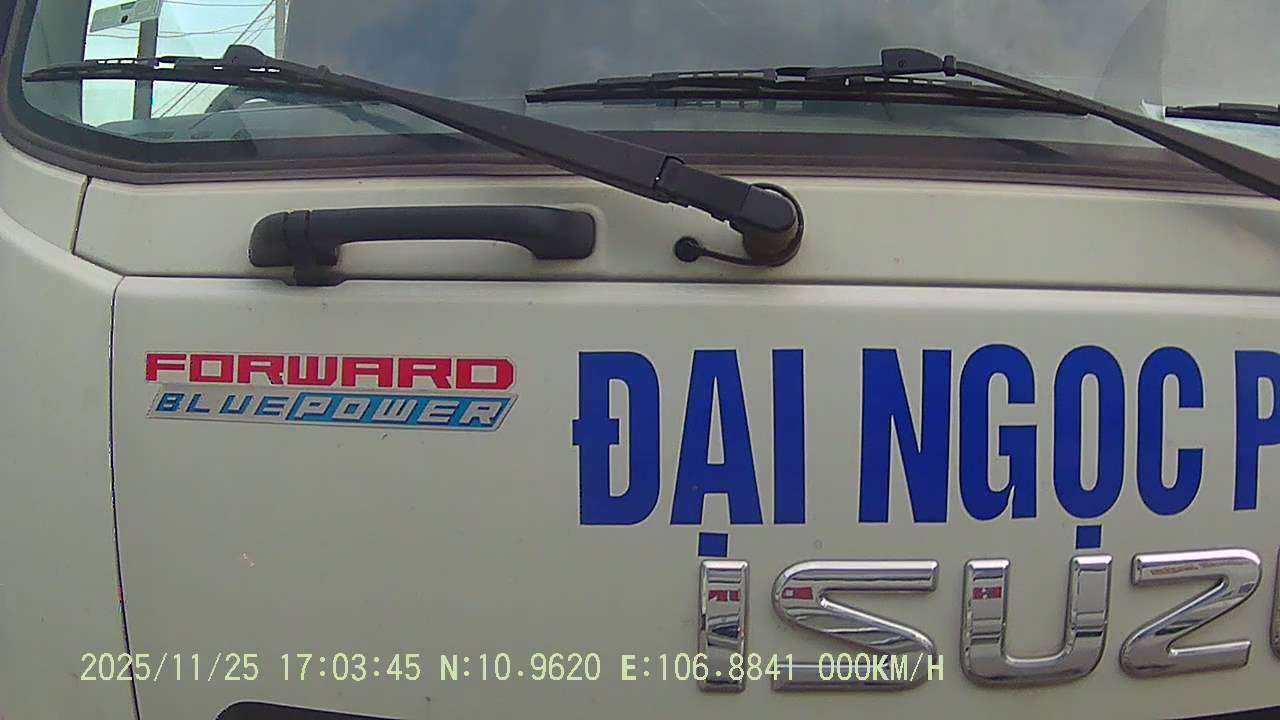 FORWARD
BLUEPOWER
ĐẠI NGỌC P
ISUZ
2025/11/25 17:03:45 N:10.9620 E:106.8841 000KM/H